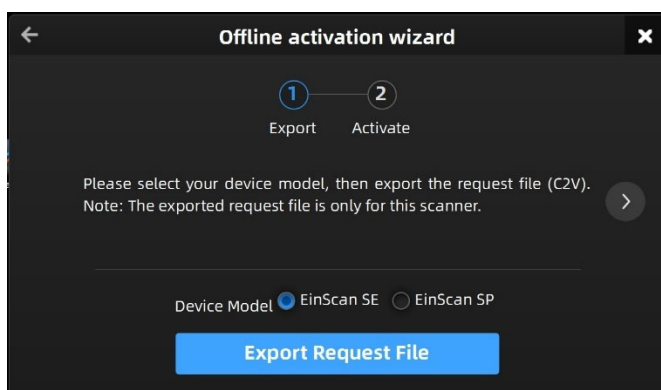 Offline activation wizard
1 2
Export Activate
Please select your device model, then export the request file (C2V).
Note: The exported request file is only for this scanner.
Device Model EinScan SE EinScan SP
Export Request File